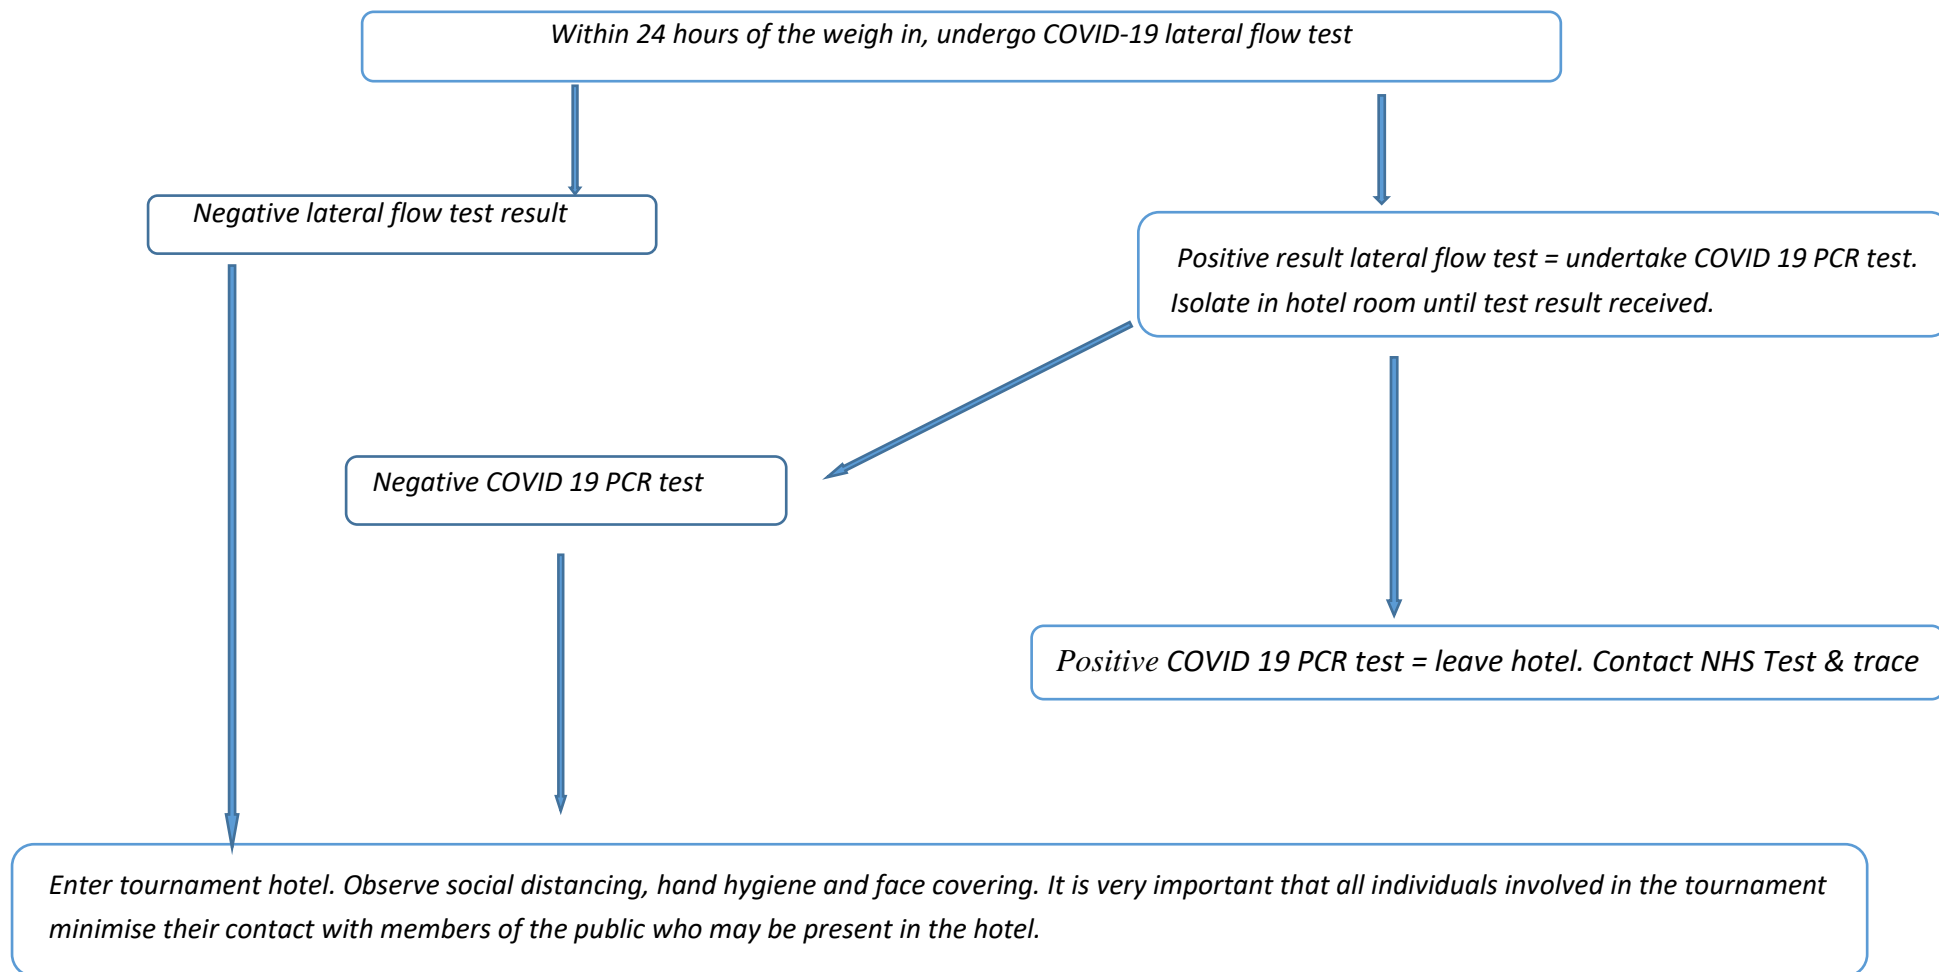 Within 24 hours of the weigh in, undergo COVID-19 lateral flow test
Negative lateral flow test result
Positive result lateral flow test = undertake COVID 19 PCR test.
Isolate in hotel room until test result received.
Negative COVID 19 PCR test
Positive COVID 19 PCR test = leave hotel. Contact NHS Test & trace
Enter tournament hotel. Observe social distancing, hand hygiene and face covering. It is very important that all individuals involved in the tournament
minimise their contact with members of the public who may be present in the hotel.